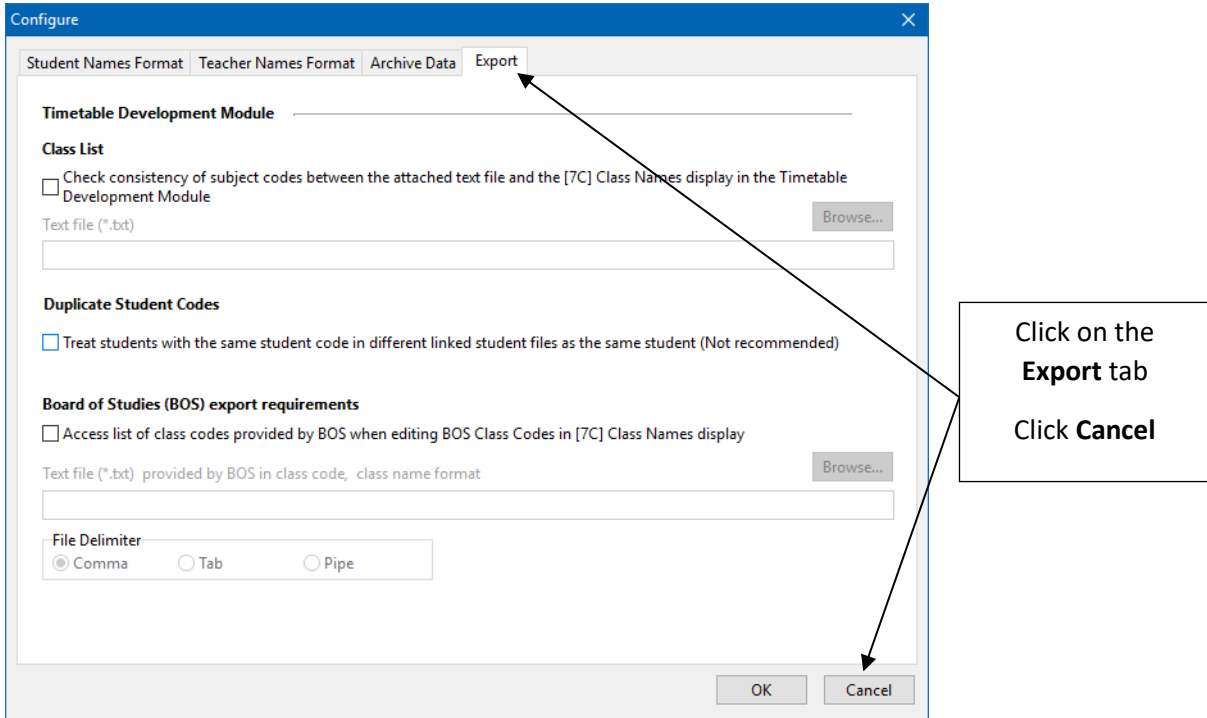 Configure
Student Names Format Teacher Names Format Archive Data Export
Timetable Development Module
Class List
Check consistency of subject codes between the attached text file and the [7C] Class Names display in the Timetable
Development Module
Browse...
Text file (*.txt)
Duplicate Student Codes
Treat students with the same student code in different linked student files as the same student (Not recommended)
Board of Studies (BOS) export requirements
Access list of class codes provided by BOS when editing BOS Class Codes in [7C] Class Names display
Browse...
Text file (*.txt) provided by BOS in class code, class name format
File Delimiter
Comma Tab Pipe
OK Cancel
Click on the
Export tab
Click Cancel